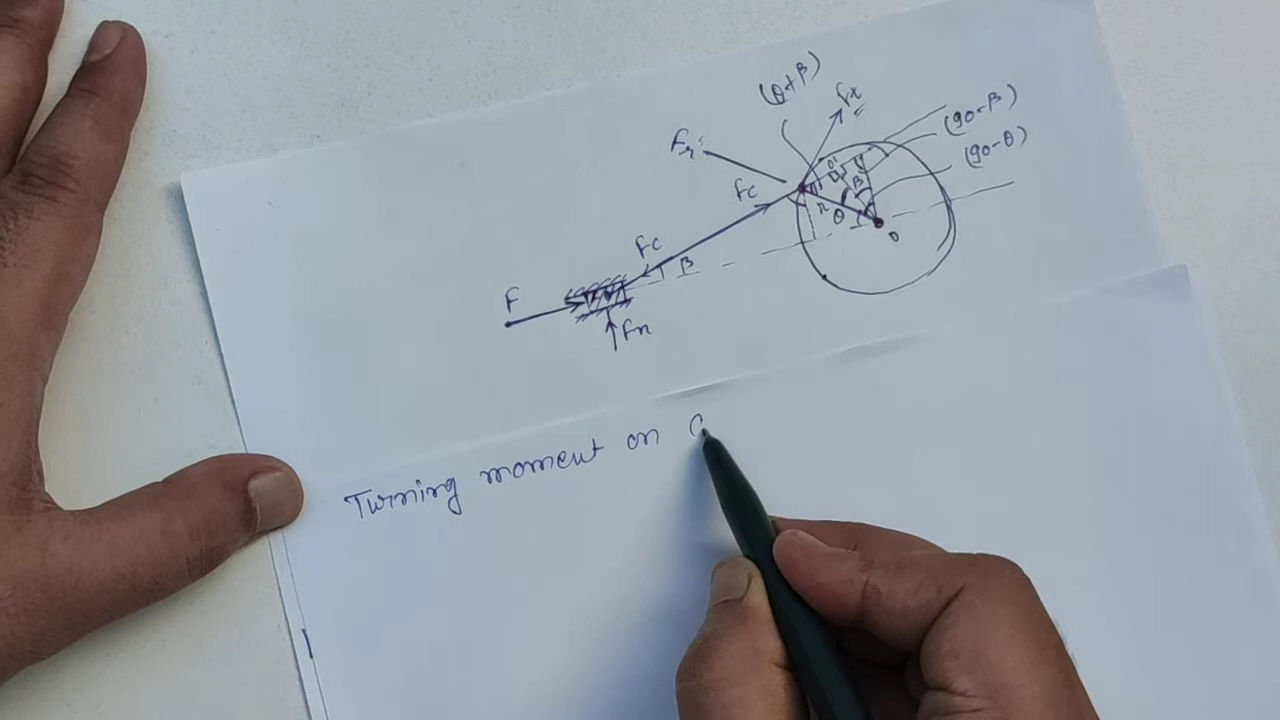 (θ+β)
Ft
(90-β)
Fr
(90-θ)
Fc
β
r
θ
O
Fc
β
F
Fn
Turning moment on C